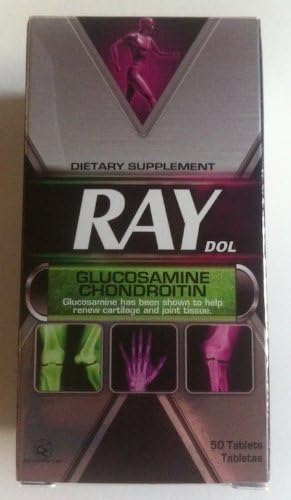 DIETARY SUPPLEMENT
RAY DOL
GLUCOSAMINE
CHONDROITIN
Glucosamine has been shown to help
renew cartilage and joint tissue.
50 Tablets
Tabletas